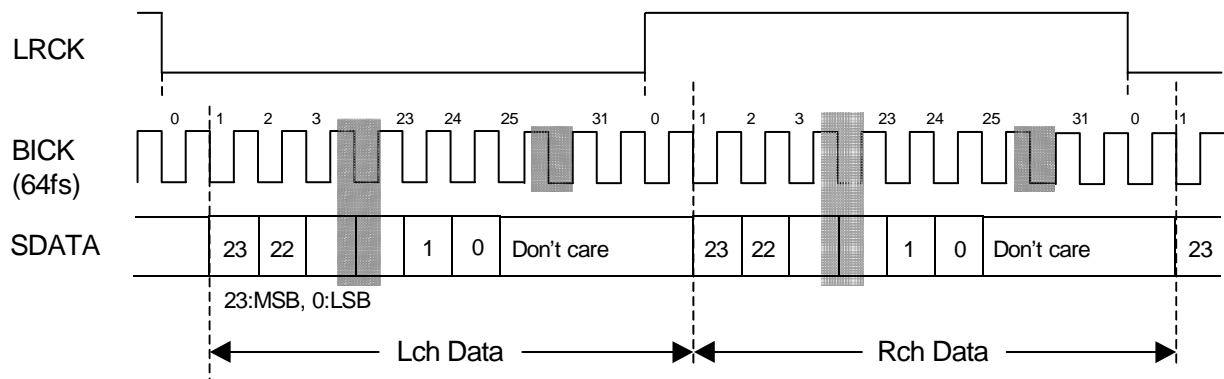 LRCK
0 1 2 3 23 24 25 31 0 1 2 3 23 24 25 31 0 1
BICK
(64fs)
SDATA 23 22 1 0 Don't care 23 22 1 0 Don't care 23
23:MSB, 0:LSB
Lch Data Rch Data